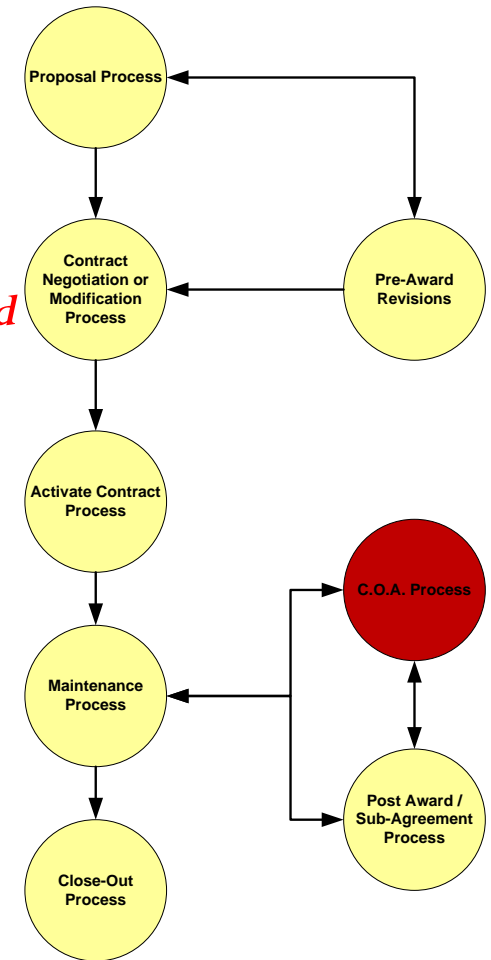 Proposal Process
Contract
Negotiation or
Modification
Process
Pre-Award
Revisions
d
Activate Contract
Process
C.O.A. Process
Maintenance
Process
Post Award /
Sub-Agreement
Process
Close-Out
Process